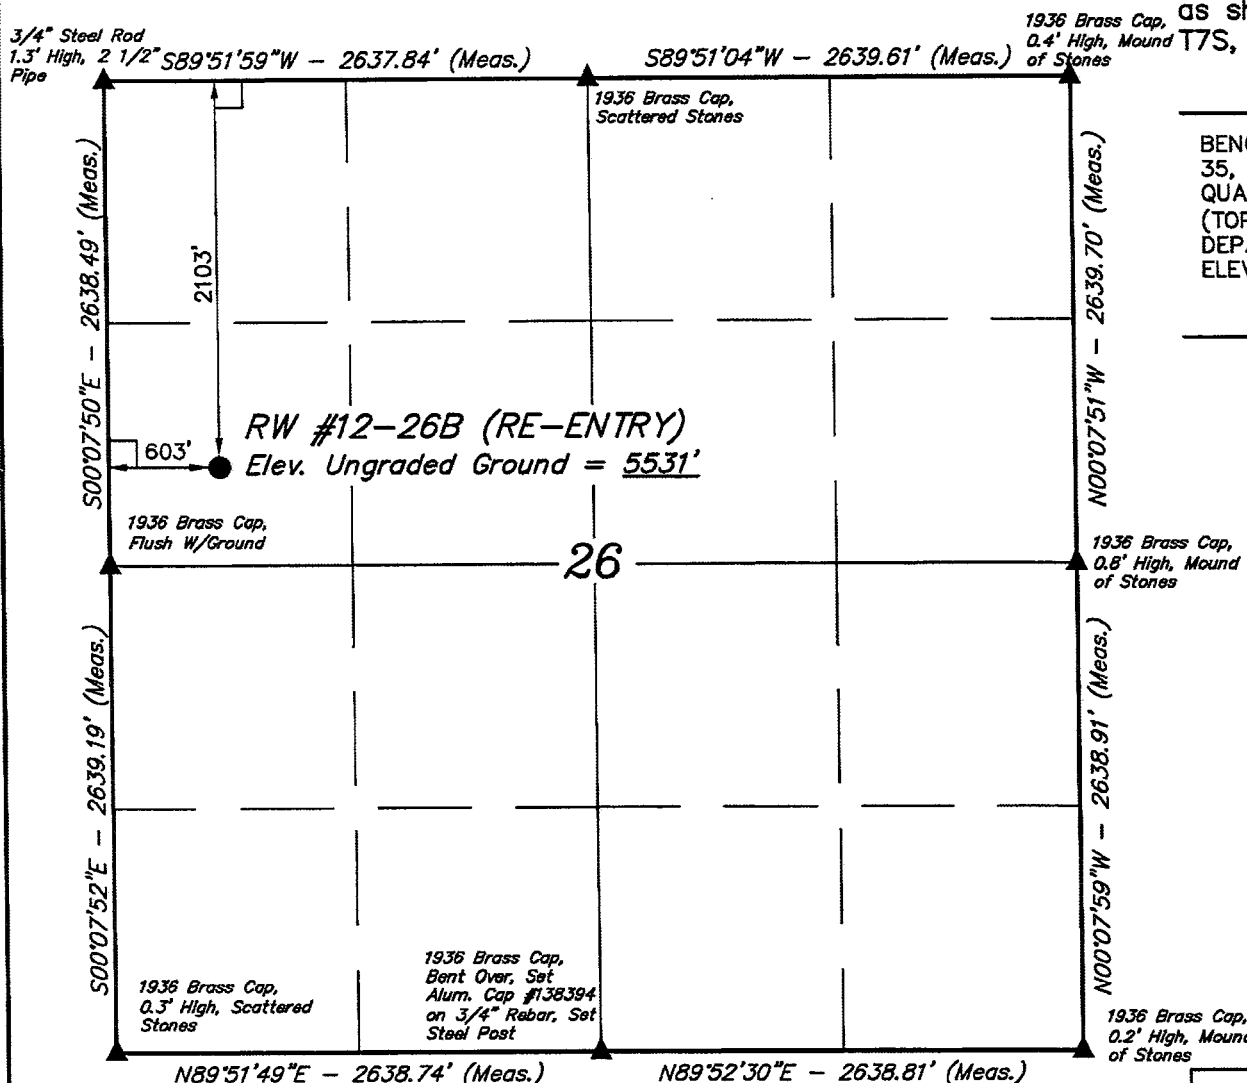 3/4" Steel Rod
1.3' High, 2 1/2"
Pipe
S89°51'59"W – 2637.84' (Meas.)
S89°51'04"W – 2639.61' (Meas.)
1936 Brass Cap,
0.4' High, Mound
of Stones
as sh
T7S,
1936 Brass Cap,
Scattered Stones
BEN
35,
QUA
(TOP
DEP
ELEV
S00°07'50"E – 2638.49' (Meas.)
2103'
N00°07'51"W – 2639.70' (Meas.)
RW #12–26B (RE–ENTRY)
603'
Elev. Ungraded Ground = 5531'
1936 Brass Cap,
Flush W/Ground
26
1936 Brass Cap,
0.8' High, Mound
of Stones
S00°07'52"E – 2639.19' (Meas.)
N00°07'59"W – 2638.91' (Meas.)
1936 Brass Cap,
0.3' High, Scattered
Stones
1936 Brass Cap,
Bent Over, Set
Alum. Cap #138394
on 3/4" Rebar, Set
Steel Post
1936 Brass Cap,
0.2' High, Mound
of Stones
N89°51'49"E – 2638.74' (Meas.)
N89°52'30"E – 2638.81' (Meas.)